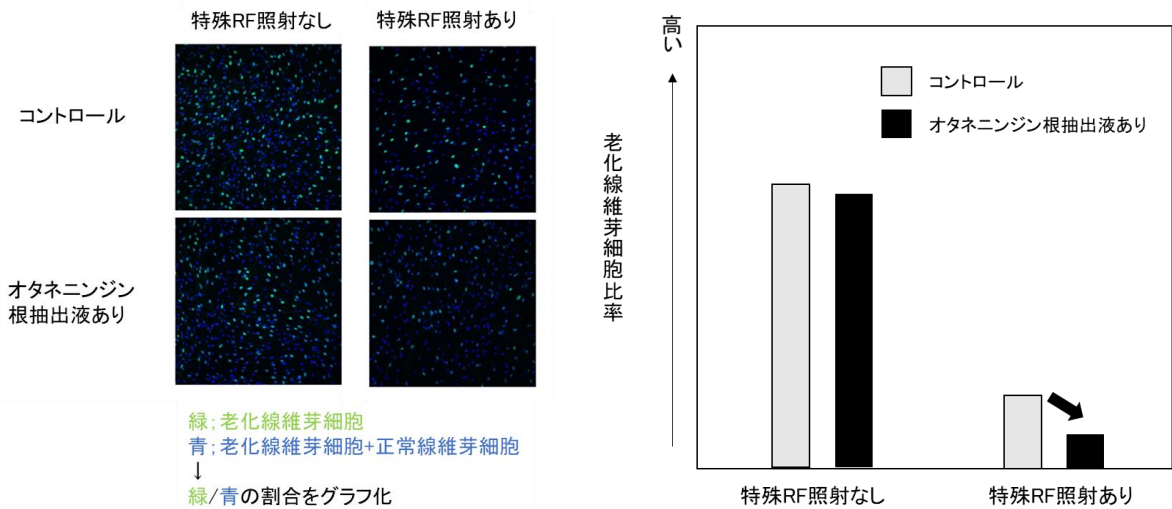 特殊RF照射なし
特殊RF照射あり
コントロール
オタネニンジン
根抽出液あり
緑;老化線維芽細胞
青;老化線維芽細胞+正常線維芽細胞
↓
緑/青の割合をグラフ化
高い
老化線維芽細胞比率
コントロール
オタネニンジン根抽出液あり
特殊RF照射なし
特殊RF照射あり